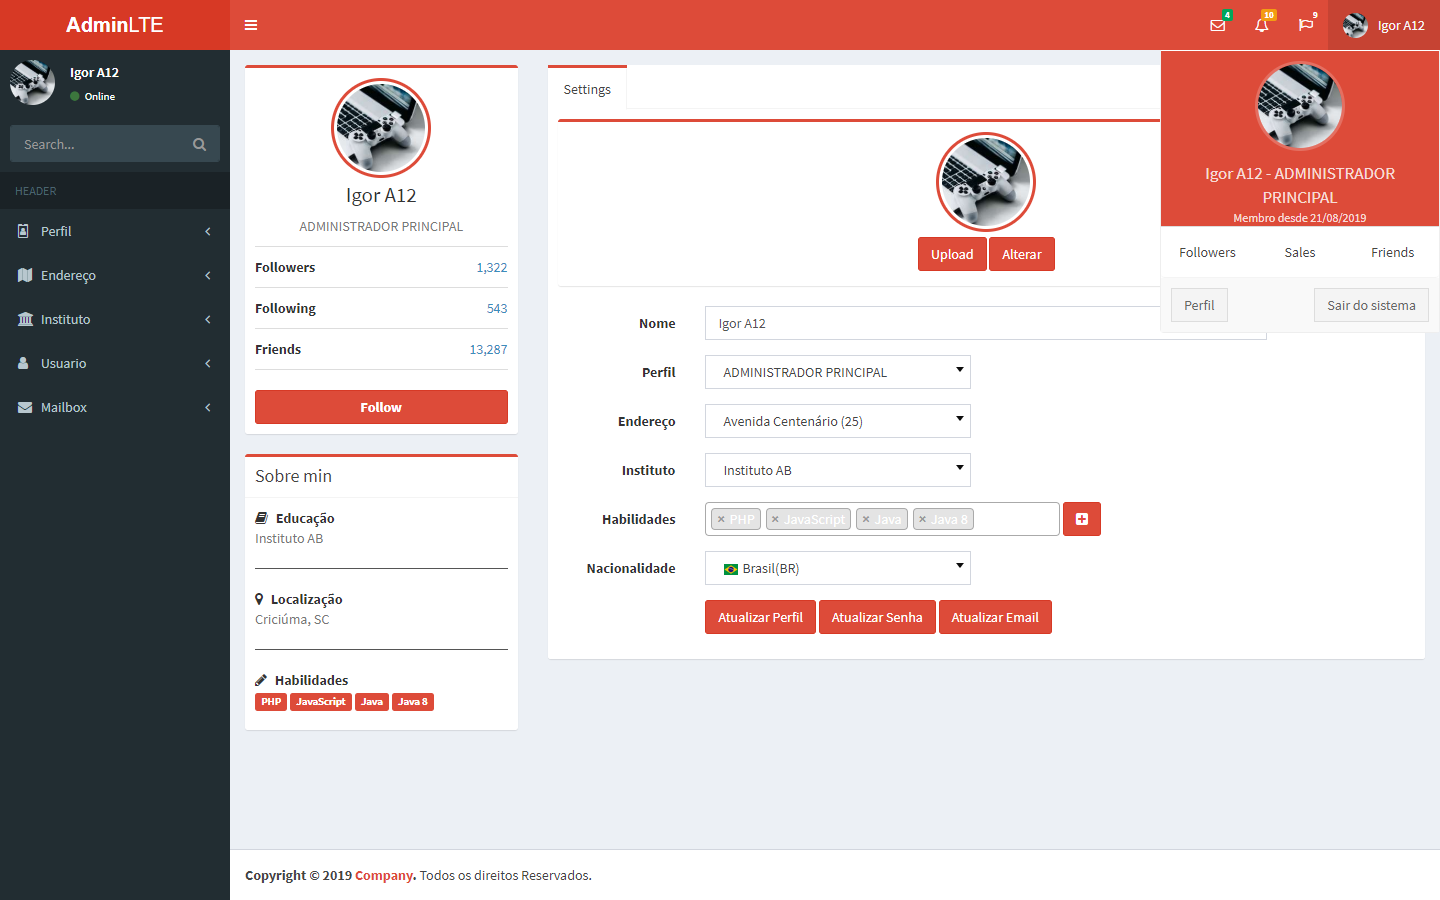 AdminLTE
4
10
9
Igor A12
Igor A12
Online
Search...
HEADER
Perfil
Endereço
Instituto
Usuario
Mailbox
Igor A12
ADMINISTRADOR PRINCIPAL
Followers 1,322
Following 543
Friends 13,287
Follow
Sobre min
Educação
Instituto AB
Localização
Criciúma, SC
Habilidades
PHP JavaScript Java Java 8
Settings
Upload Alterar
Nome Igor A12
Perfil ADMINISTRADOR PRINCIPAL
Endereço Avenida Centenário (25)
Instituto Instituto AB
Habilidades × PHP × JavaScript × Java × Java 8
Nacionalidade Brasil(BR)
Atualizar Perfil Atualizar Senha Atualizar Email
Igor A12 - ADMINISTRADOR
PRINCIPAL
Membro desde 21/08/2019
Followers Sales Friends
Perfil Sair do sistema
Copyright © 2019 Company. Todos os direitos Reservados.